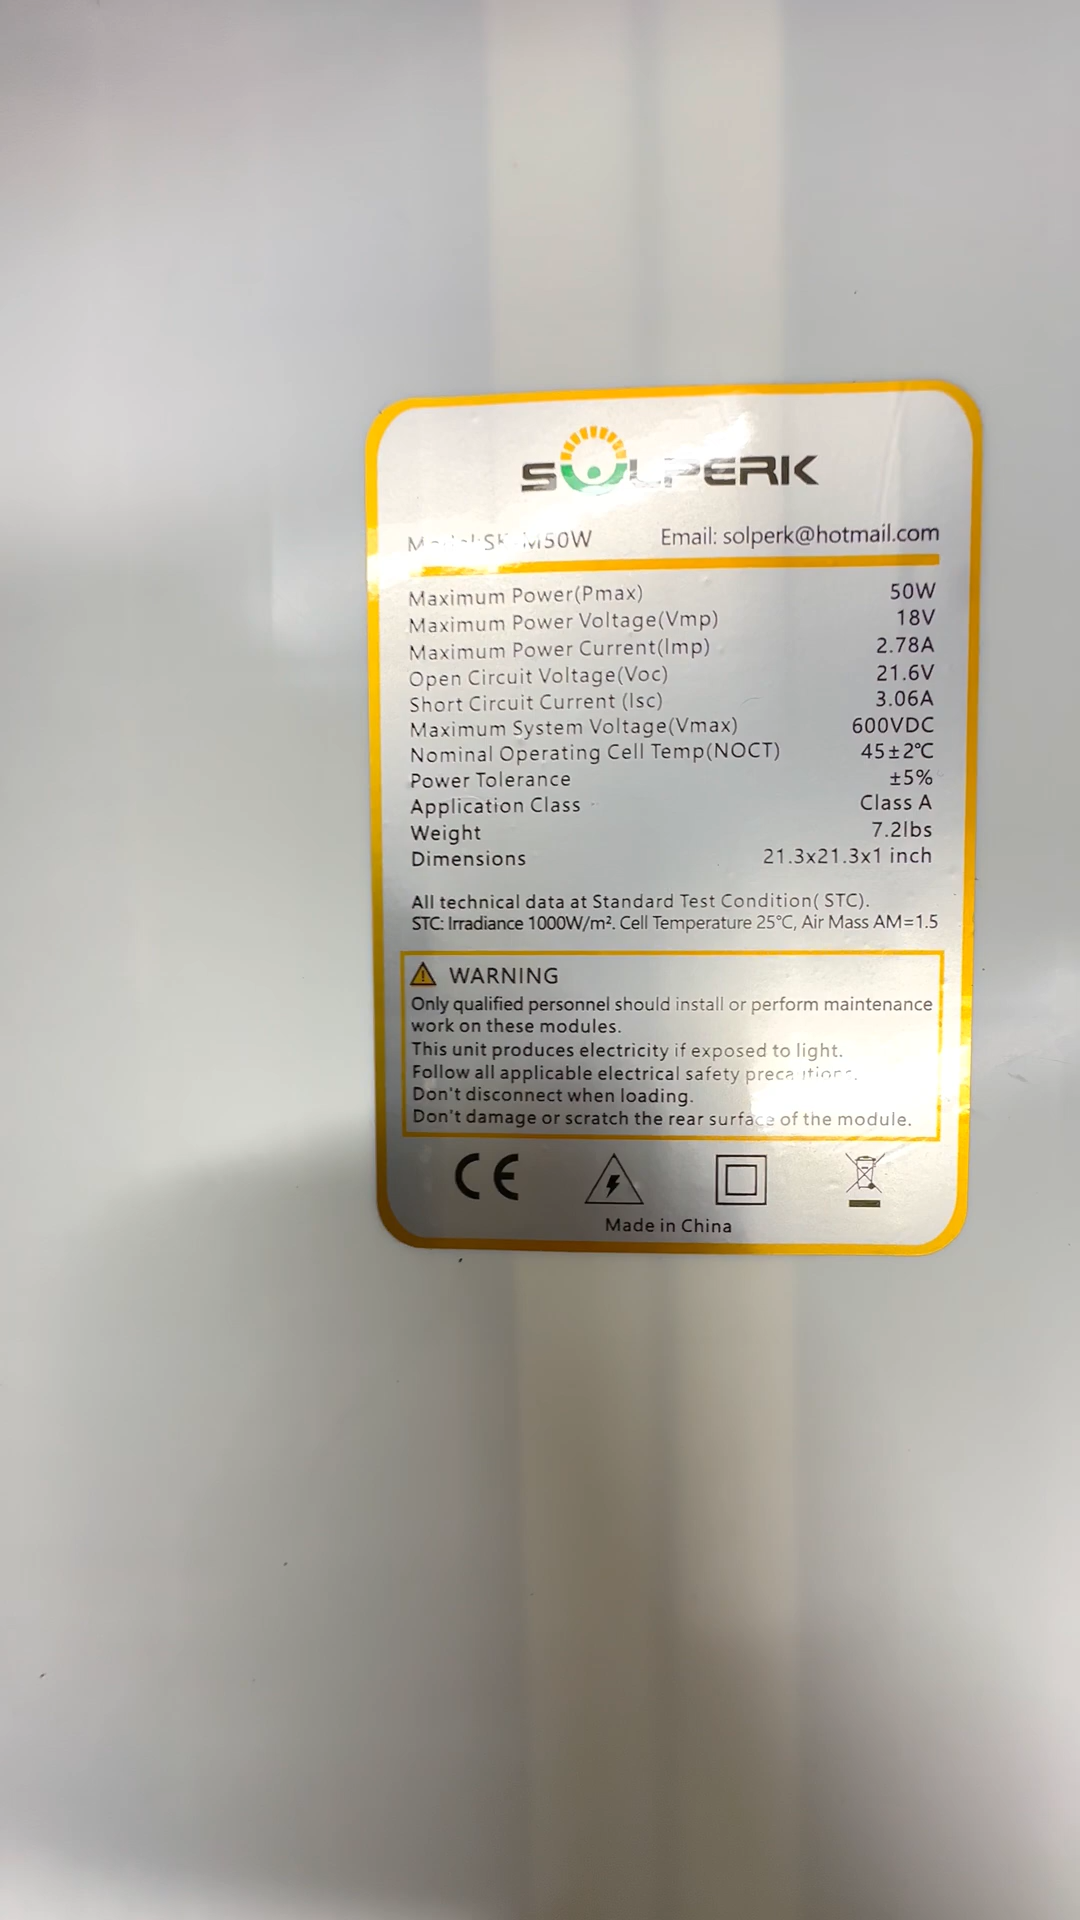 SOLPERK
M50W Email: solperk@hotmail.com
Maximum Power(Pmax) 50W
Maximum Power Voltage(Vmp) 18V
Maximum Power Current(Imp) 2.78A
Open Circuit Voltage(Voc) 21.6V
Short Circuit Current (Isc) 3.06A
Maximum System Voltage(Vmax) 600VDC
Nominal Operating Cell Temp(NOCT) 45±2℃
Power Tolerance ±5%
Application Class Class A
Weight 7.2lbs
Dimensions 21.3x21.3x1 inch
All technical data at Standard Test Condition( STC).
STC: Irradiance 1000W/m². Cell Temperature 25℃, Air Mass AM=1.5
WARNING
Only qualified personnel should install or perform maintenance
work on these modules.
This unit produces electricity if exposed to light.
Follow all applicable electrical safety precautions.
Don't disconnect when loading.
Don't damage or scratch the rear surface of the module.
CE
Made in China